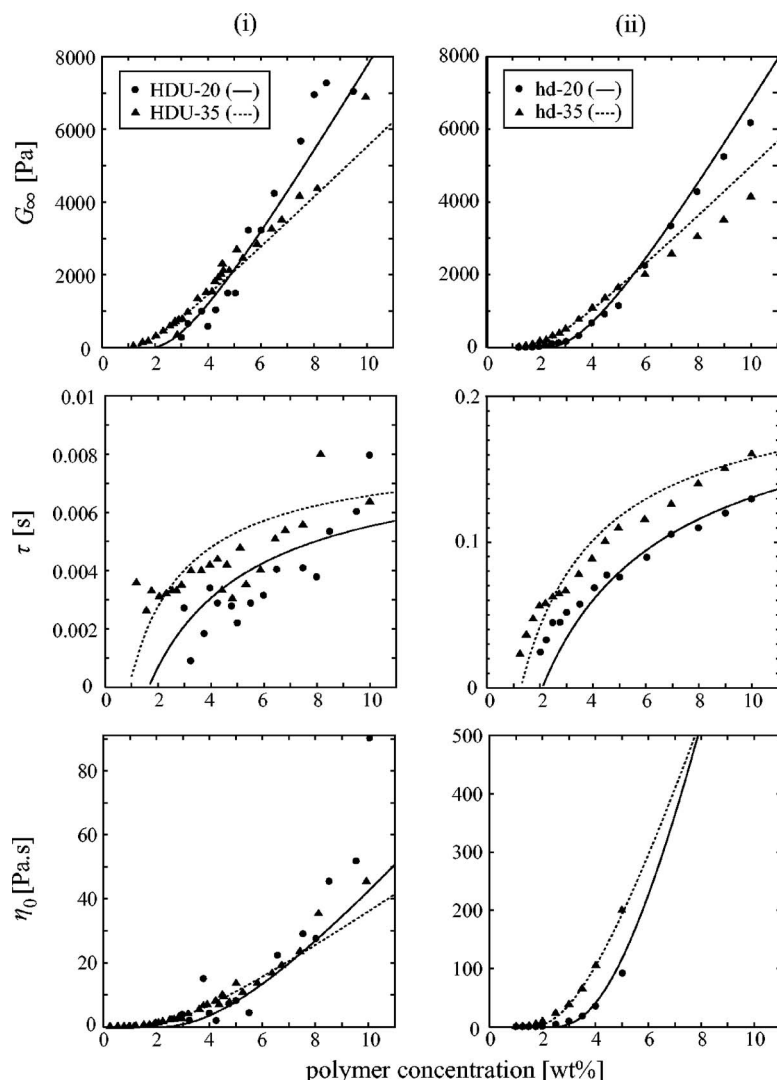 (i)
(ii)
8000
6000
4000
2000
0
G∞ [Pa]
HDU-20 (—)
HDU-35 (----)
0 2 4 6 8 10
8000
6000
4000
2000
0
hd-20 (—)
hd-35 (----)
0 2 4 6 8 10
0.01
0.008
0.006
0.004
0.002
0
τ [s]
0 2 4 6 8 10
0.2
0.1
0
0 2 4 6 8 10
80
60
40
20
0
η0 [Pa.s]
0 2 4 6 8 10
500
400
300
200
100
0
0 2 4 6 8 10
polymer concentration [wt%]